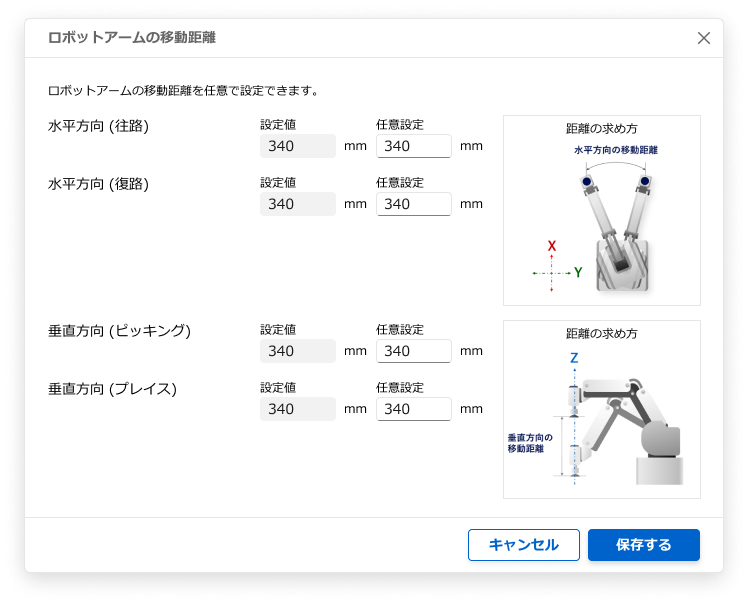 ロボットアームの移動距離
ロボットアームの移動距離を任意で設定できます。
水平方向 (往路)
設定値
340 mm
任意設定
340 mm
水平方向 (復路)
設定値
340 mm
任意設定
340 mm
距離の求め方
水平方向の移動距離
X
Y
垂直方向 (ピッキング)
設定値
340 mm
任意設定
340 mm
垂直方向 (プレイス)
設定値
340 mm
任意設定
340 mm
距離の求め方
Z
垂直方向の
移動距離
キャンセル
保存する